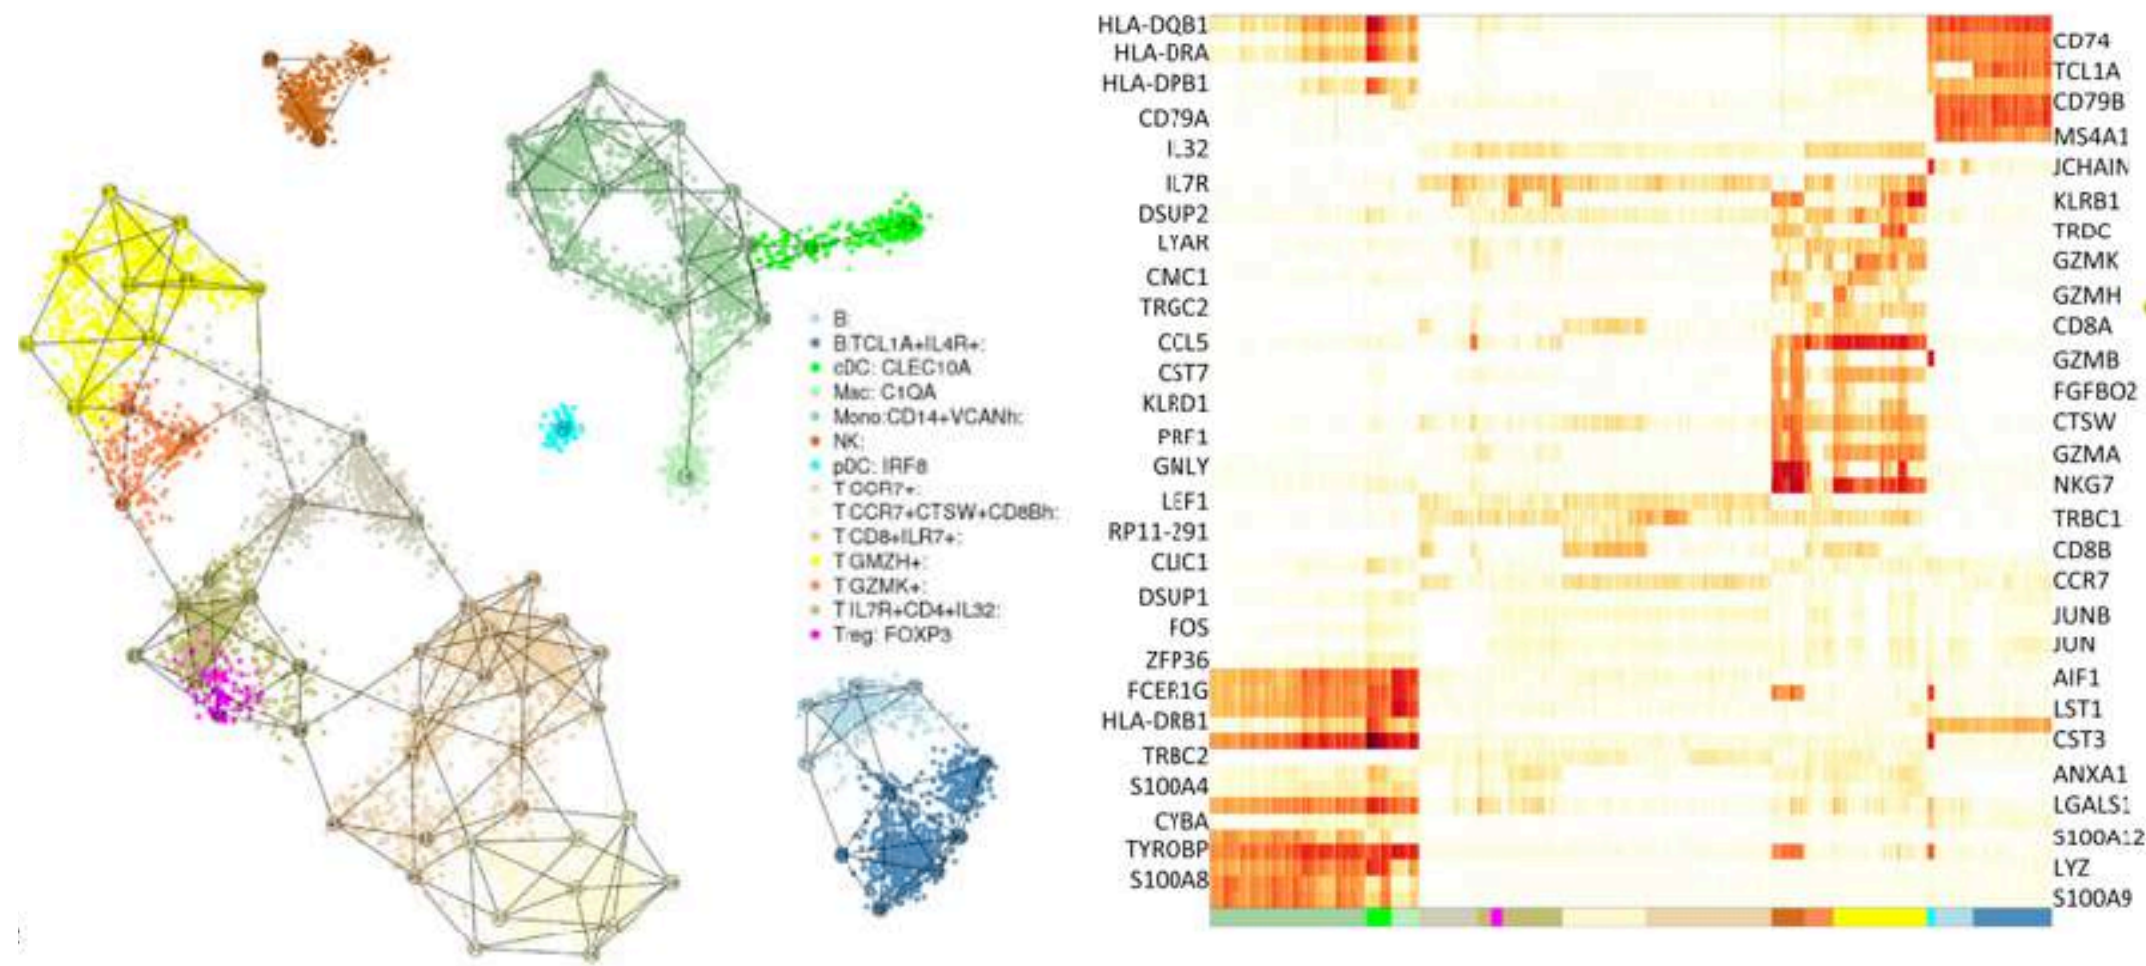 B
B:TCL1A+IL4R+:
cDC: CLEC10A
Mac: C1QA
Mono:CD14+VCANh:
NK:
pDC: IRF8
T CCR7+:
T CCR7+CTSW+CD8Bh:
T CD8+ILR7+:
T GMZH+:
T GZMK+:
T IL7R+CD4+IL32:
Treg: FOXP3
HLA-DQB1
HLA-DRA
HLA-DPB1
CD79A
IL32
IL7R
DSUP2
LYAR
CMC1
TRGC2
CCL5
CST7
KLRD1
PRF1
GNLY
LEF1
RP11-291
CLIC1
DSUP1
FOS
ZFP36
FCER1G
HLA-DRB1
TRBC2
S100A4
CYBA
TYROBP
S100A8
CD74
TCL1A
CD79B
MS4A1
JCHAIN
KLRB1
TRDC
GZMK
GZMH
CD8A
GZMB
FGFBO2
CTSW
GZMA
NKG7
TRBC1
CD8B
CCR7
JUNB
JUN
AIF1
LST1
CST3
ANXA1
LGALS1
S100A12
LYZ
S100A9